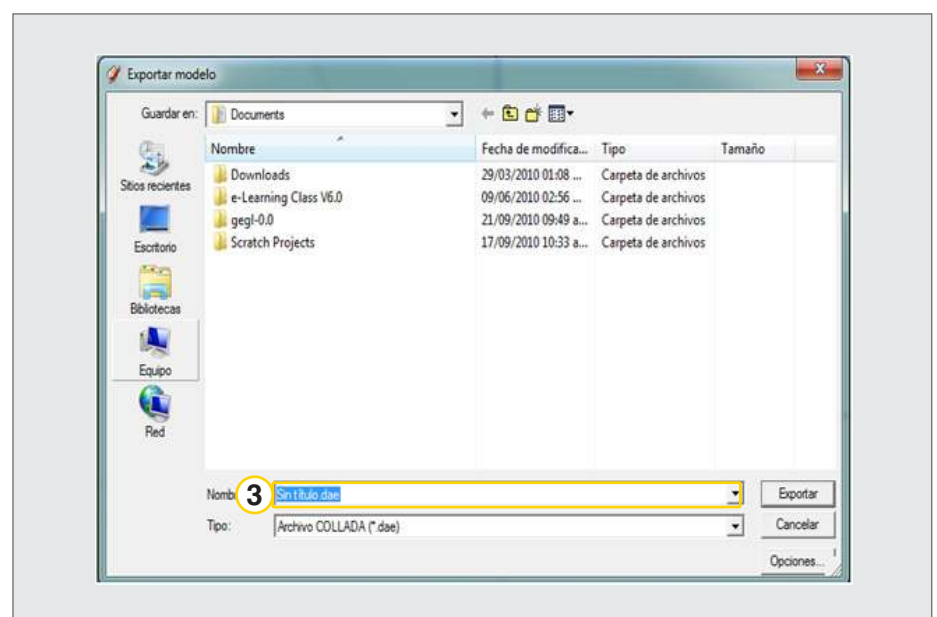 Exportar modelo
Guardar en: Documents
Nombre Fecha de modifica... Tipo Tamaño
Downloads 29/03/2010 01:08 ... Carpeta de archivos
e-Learning Class V6.0 09/06/2010 02:56 ... Carpeta de archivos
gegl-0.0 21/09/2010 09:49 a... Carpeta de archivos
Scratch Projects 17/09/2010 10:33 a... Carpeta de archivos
Sitios recientes
Escritorio
Bibliotecas
Equipo
Red
Nomb 3 Sin título.dae Exportar
Tipo: Archivo COLLADA (*.dae) Cancelar
Opciones...